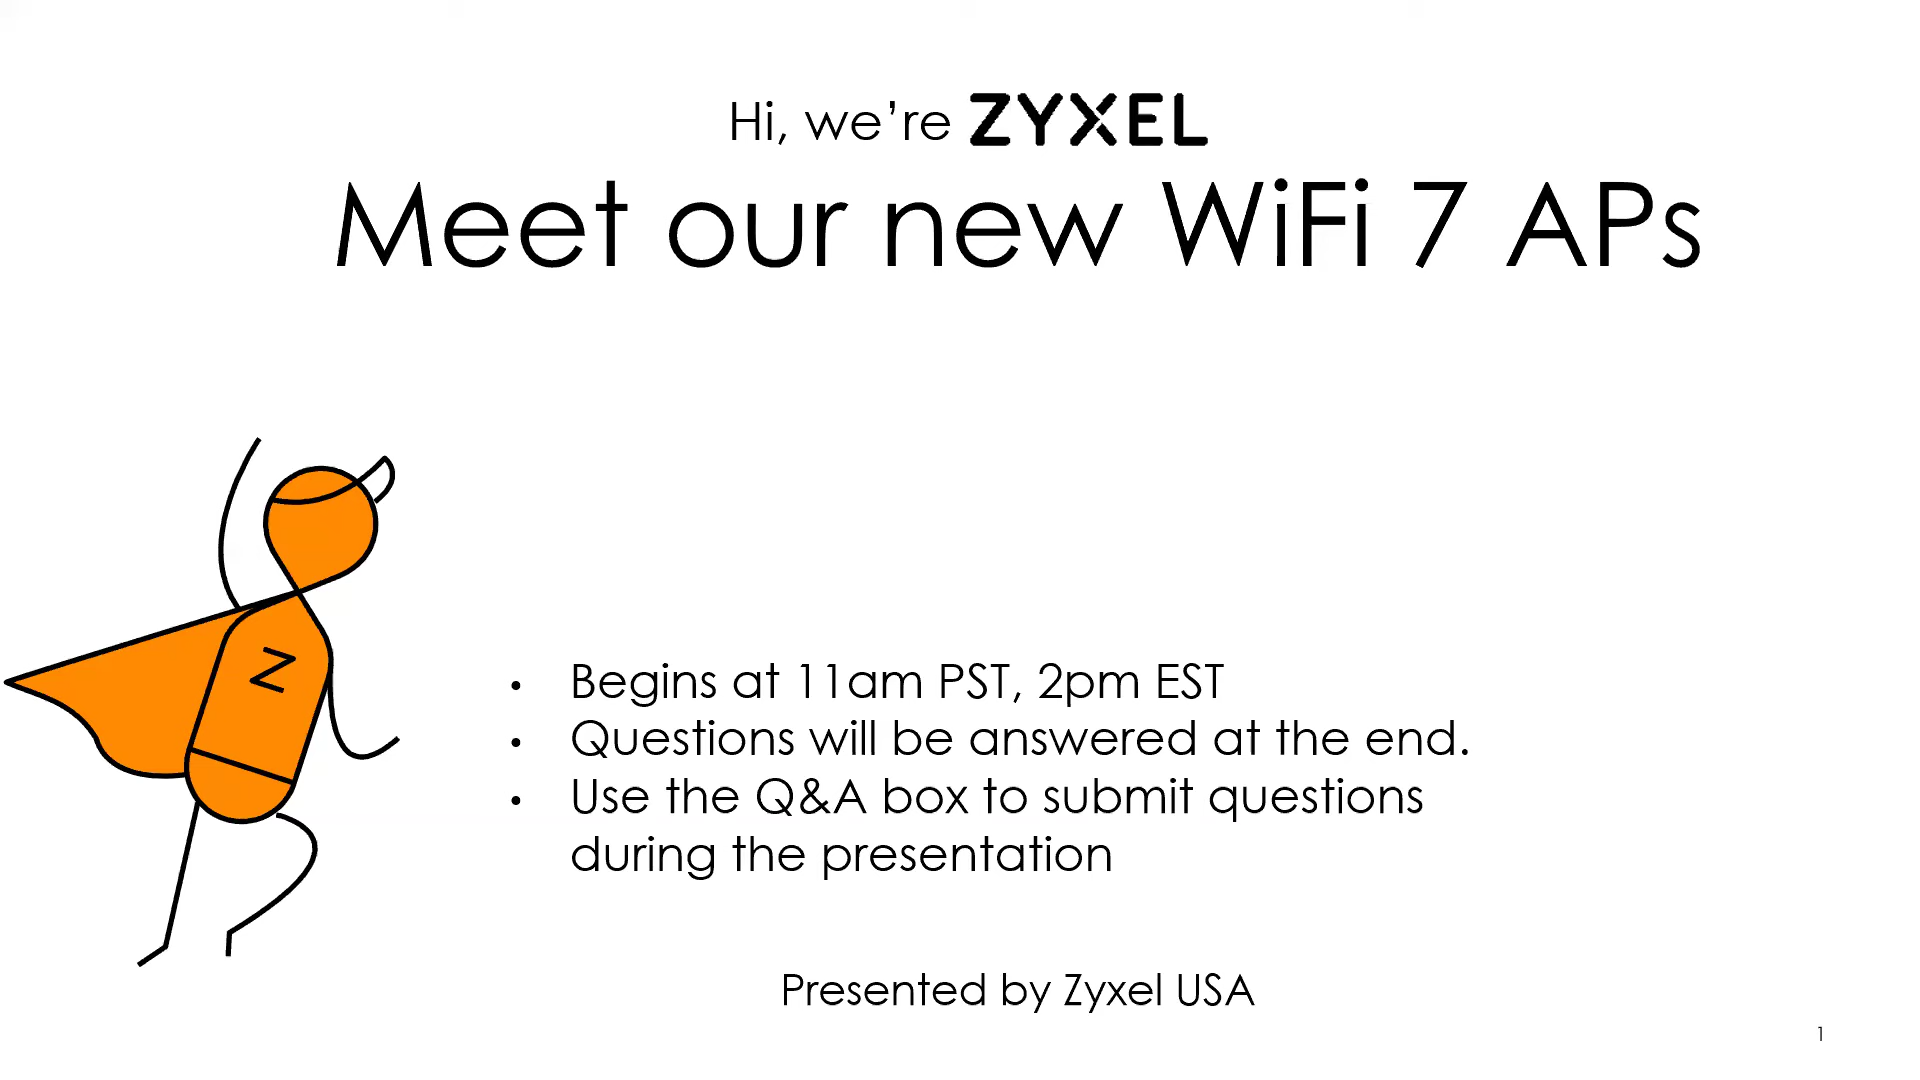 Hi, we’re ZYXEL
Meet our new WiFi 7 APs
Z
• Begins at 11am PST, 2pm EST
• Questions will be answered at the end.
• Use the Q&A box to submit questions
during the presentation
Presented by Zyxel USA
1